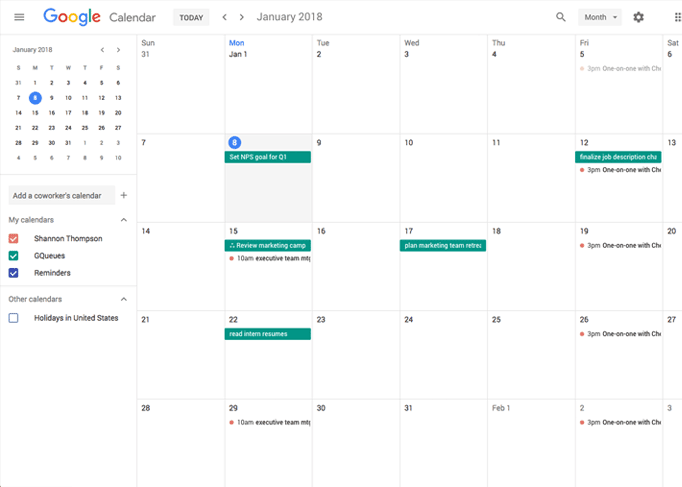 Google Calendar TODAY January 2018 Month
January 2018
S M T W T F S
31 1 2 3 4 5 6
7 8 9 10 11 12 13
14 15 16 17 18 19 20
21 22 23 24 25 26 27
28 29 30 31 1 2 3
4 5 6 7 8 9 10
Add a coworker's calendar
My calendars
Shannon Thompson
GQueues
Reminders
Other calendars
Holidays in United States
Sun Mon Tue Wed Thu Fri Sat
31 Jan 1 2 3 4 5 6
3pm One-on-one with
7 8 9 10 11 12 13
Set NPS goal for Q1 finalize job description
3pm One-on-one with
14 15 16 17 18 19 20
Review marketing camp plan marketing team 3pm One-on-one with
10am executive team mtg
21 22 23 24 25 26 27
read intern resumes 3pm One-on-one with
28 29 30 31 Feb 1 2 3
10am executive team mtg 3pm One-on-one with